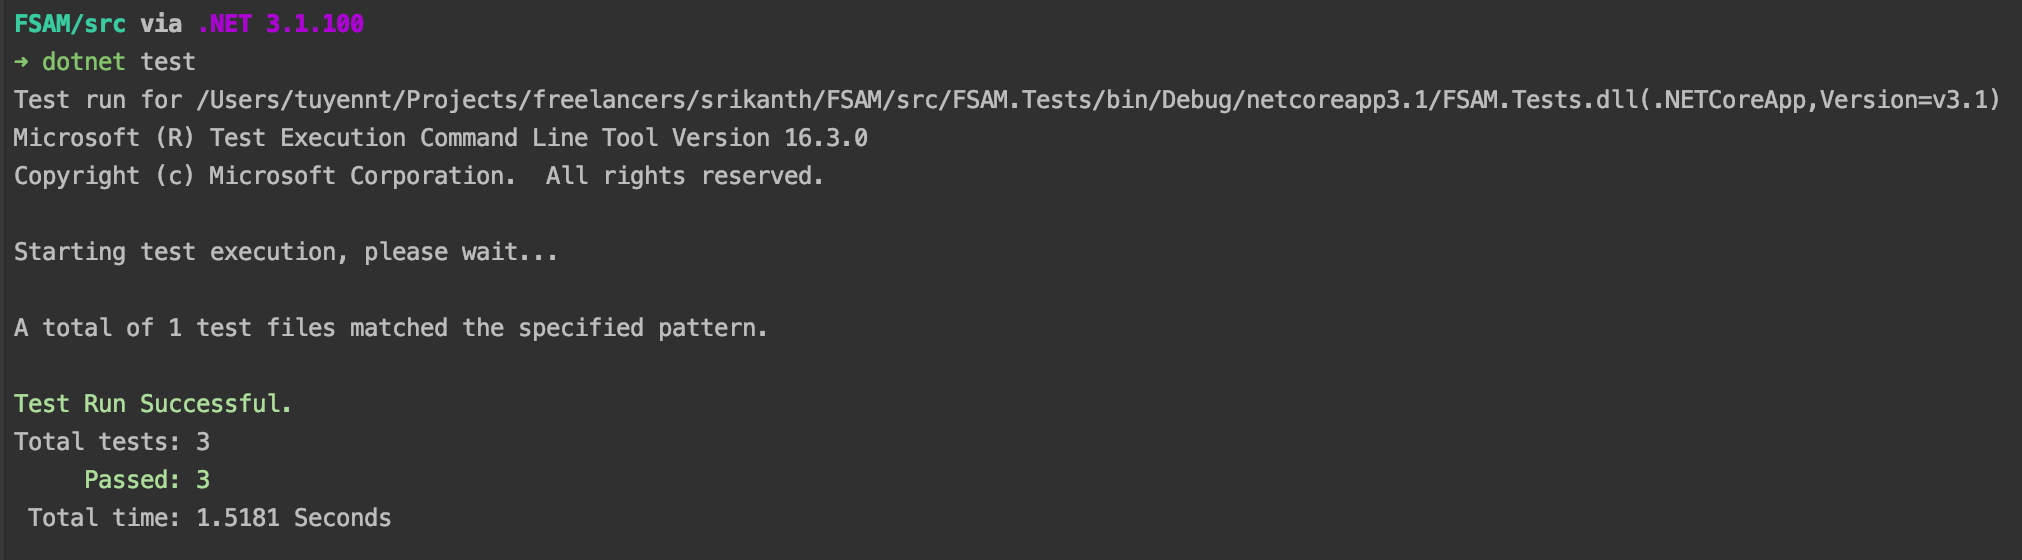 FSAM/src via .NET 3.1.100
→ dotnet test
Test run for /Users/tuyennt/Projects/freelancers/srikanth/FSAM/src/FSAM.Tests/bin/Debug/netcoreapp3.1/FSAM.Tests.dll(.NETCoreApp,Version=v3.1)
Microsoft (R) Test Execution Command Line Tool Version 16.3.0
Copyright (c) Microsoft Corporation.  All rights reserved.
Starting test execution, please wait...
A total of 1 test files matched the specified pattern.
Test Run Successful.
Total tests: 3
     Passed: 3
 Total time: 1.5181 Seconds